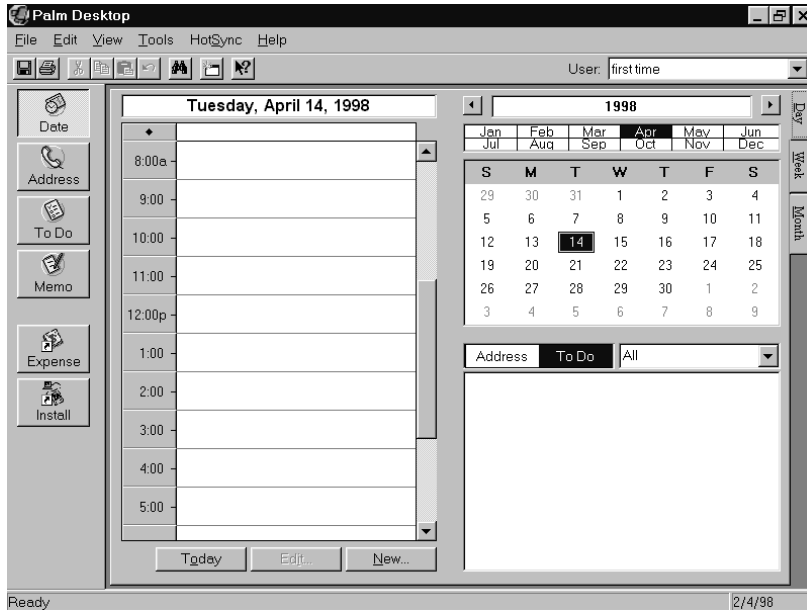 Palm Desktop
File Edit View Tools HotSync Help
User: first time
Date
Address
To Do
Memo
Expense
Install
Tuesday, April 14, 1998
8:00a
9:00
10:00
11:00
12:00p
1:00
2:00
3:00
4:00
5:00
Today Edit... New...
1998
Jan Feb Mar Apr May Jun
Jul Aug Sep Oct Nov Dec
S M T W T F S
29 30 31 1 2 3 4
5 6 7 8 9 10 11
12 13 14 15 16 17 18
19 20 21 22 23 24 25
26 27 28 29 30 1 2
3 4 5 6 7 8 9
Address To Do All
Day
Week
Month
Ready 2/4/98